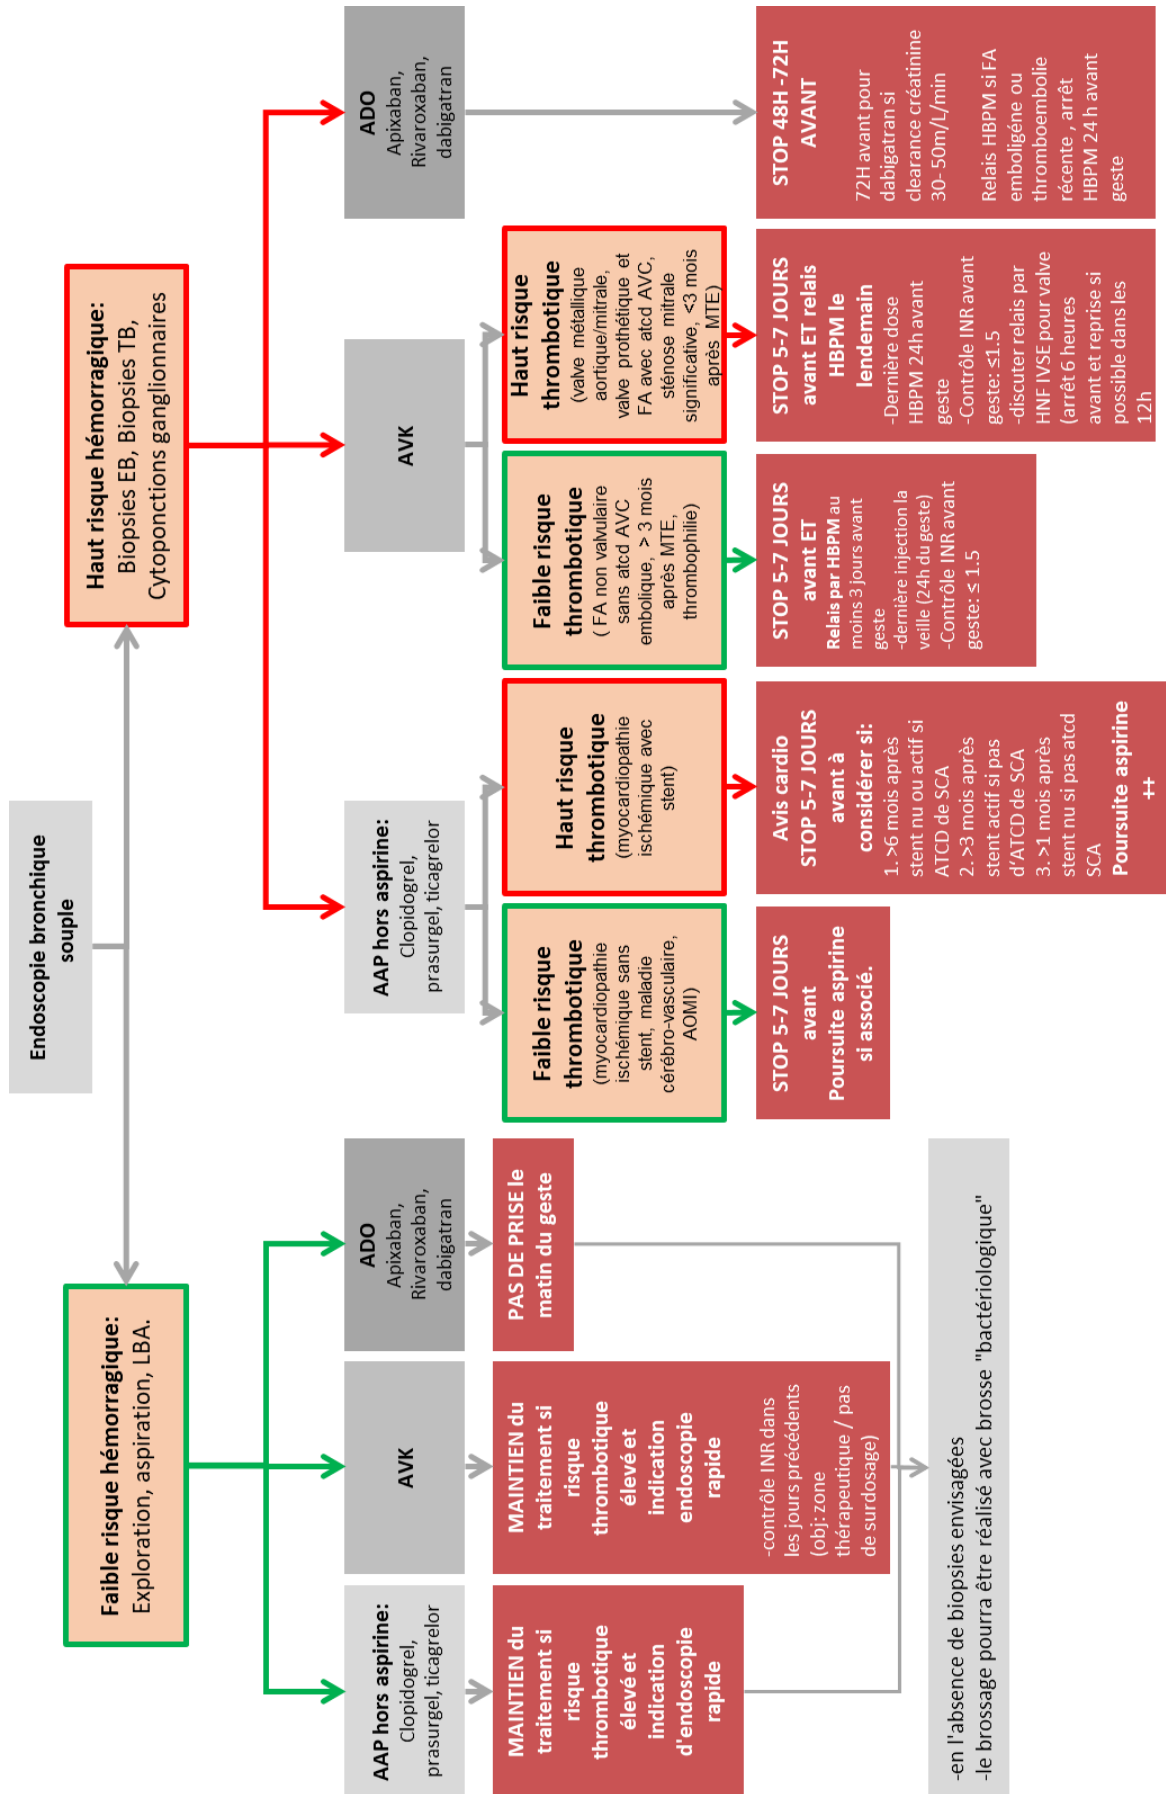 Endoscopie bronchique
souple
Faible risque hémorragique:
Exploration, aspiration, LBA.
Haut risque hémorragique:
Biopsies EB, Biopsies TB,
Cytoponctions ganglionnaires
AAP hors aspirine:
Clopidogrel,
prasurgel, ticagrelor
AVK
ADO
Apixaban,
Rivaroxaban,
dabigatran
AAP hors aspirine:
Clopidogrel,
prasurgel, ticagrelor
AVK
ADO
Apixaban,
Rivaroxaban,
dabigatran
MAINTIEN du
traitement si
risque
thrombotique
élevé et
indication
d'endoscopie
rapide
MAINTIEN du
traitement si
risque
thrombotique
élevé et
indication
endoscopie
rapide
-contrôle INR dans
les jours précédents
(obj: zone
thérapeutique / pas
de surdosage)
PAS DE PRISE le
matin du geste
Faible risque
thrombotique
(myocardiopathie
ischémique sans
stent, maladie
cérébro-vasculaire,
AOMI)
Haut risque
thrombotique
(myocardiopathie
ischémique avec
stent)
Faible risque
thrombotique
( FA non valvulaire
sans atcd AVC
embolique, > 3 mois
après MTE,
thrombophilie)
Haut risque
thrombotique
(valve métallique
aortique/mitrale,
valve prothétique et
FA avec atcd AVC,
sténose mitrale
significative, <3 mois
après MTE)
STOP 5-7 JOURS
avant
Poursuite aspirine
si associé.
Avis cardio
STOP 5-7 JOURS
avant à
considérer si:
1. >6 mois après
stent nu ou actif si
ATCD de SCA
2. >3 mois après
stent actif si pas
d'ATCD de SCA
3. >1 mois après
stent nu si pas atcd
SCA
Poursuite aspirine
++
STOP 5-7 JOURS
avant ET
Relais par HBPM au
moins 3 jours avant
geste
-dernière injection la
veille (24h du geste)
-Contrôle INR avant
geste: ≤ 1.5
STOP 5-7 JOURS
avant ET relais
HBPM le
lendemain
-Dernière dose
HBPM 24h avant
geste
-Contrôle INR avant
geste: ≤1.5
-discuter relais par
HNF IVSE pour valve
(arrêt 6 heures
avant et reprise si
possible dans les
12h
STOP 48H -72H
AVANT
72H avant pour
dabigatran si
clearance créatinine
30- 50m/L/min
Relais HBPM si FA
emboligéne ou
thromboembolie
récente , arrêt
HBPM 24 h avant
geste
-en l'absence de biopsies envisagées
-le brossage pourra être réalisé avec brosse "bactériologique"